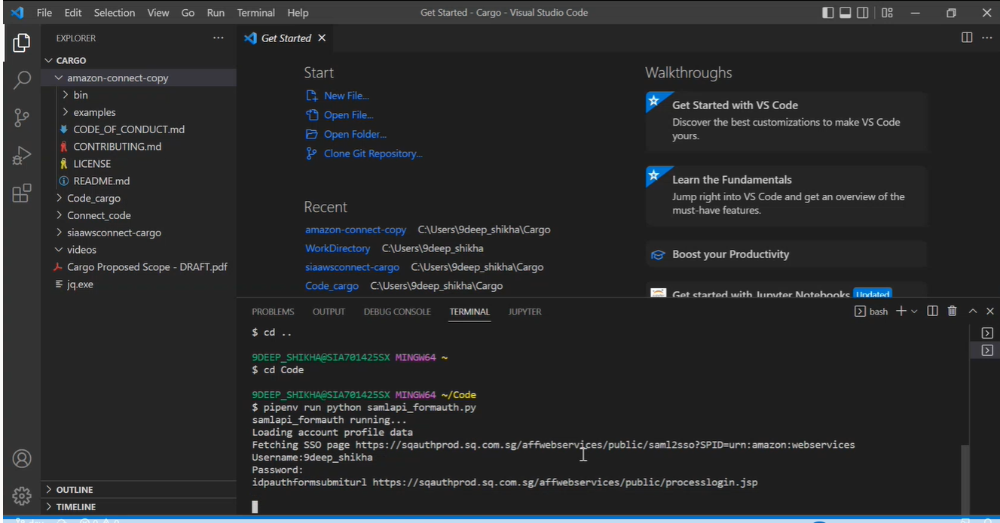 File Edit Selection View Go Run Terminal Help
Get Started - Cargo - Visual Studio Code
EXPLORER
CARGO
amazon-connect-copy
bin
examples
CODE_OF_CONDUCT.md
CONTRIBUTING.md
LICENSE
README.md
Code_cargo
Connect_code
siaawsconnect-cargo
videos
Cargo Proposed Scope - DRAFT.pdf
jq.exe
OUTLINE
TIMELINE
Get Started
Start
New File...
Open File...
Open Folder...
Clone Git Repository...
Recent
amazon-connect-copy C:\Users\9deep_shikha\Cargo
WorkDirectory C:\Users\9deep_shikha
siaawsconnect-cargo C:\Users\9deep_shikha\Cargo
Code_cargo C:\Users\9deep_shikha\Cargo
Walkthroughs
Get Started with VS Code
Discover the best customizations to make VS Code
yours.
Learn the Fundamentals
Jump right into VS Code and get an overview of the
must-have features.
Boost your Productivity
Get started with Jupyter Notebooks Updated
PROBLEMS OUTPUT DEBUG CONSOLE TERMINAL JUPYTER
bash
$ cd ..
9DEEP_SHIKHA@SIA701425SX MINGW64 ~
$ cd Code
9DEEP_SHIKHA@SIA701425SX MINGW64 ~/Code
$ pipenv run python samlapi_formauth.py
samlapi_formauth running...
Loading account profile data
Fetching SSO page https://sqauthprod.sq.com.sg/affwebservices/public/saml2sso?SPID=urn:amazon:webservices
Username:9deep_shikha
Password:
idpauthformsubmiturl https://sqauthprod.sq.com.sg/affwebservices/public/processlogin.jsp